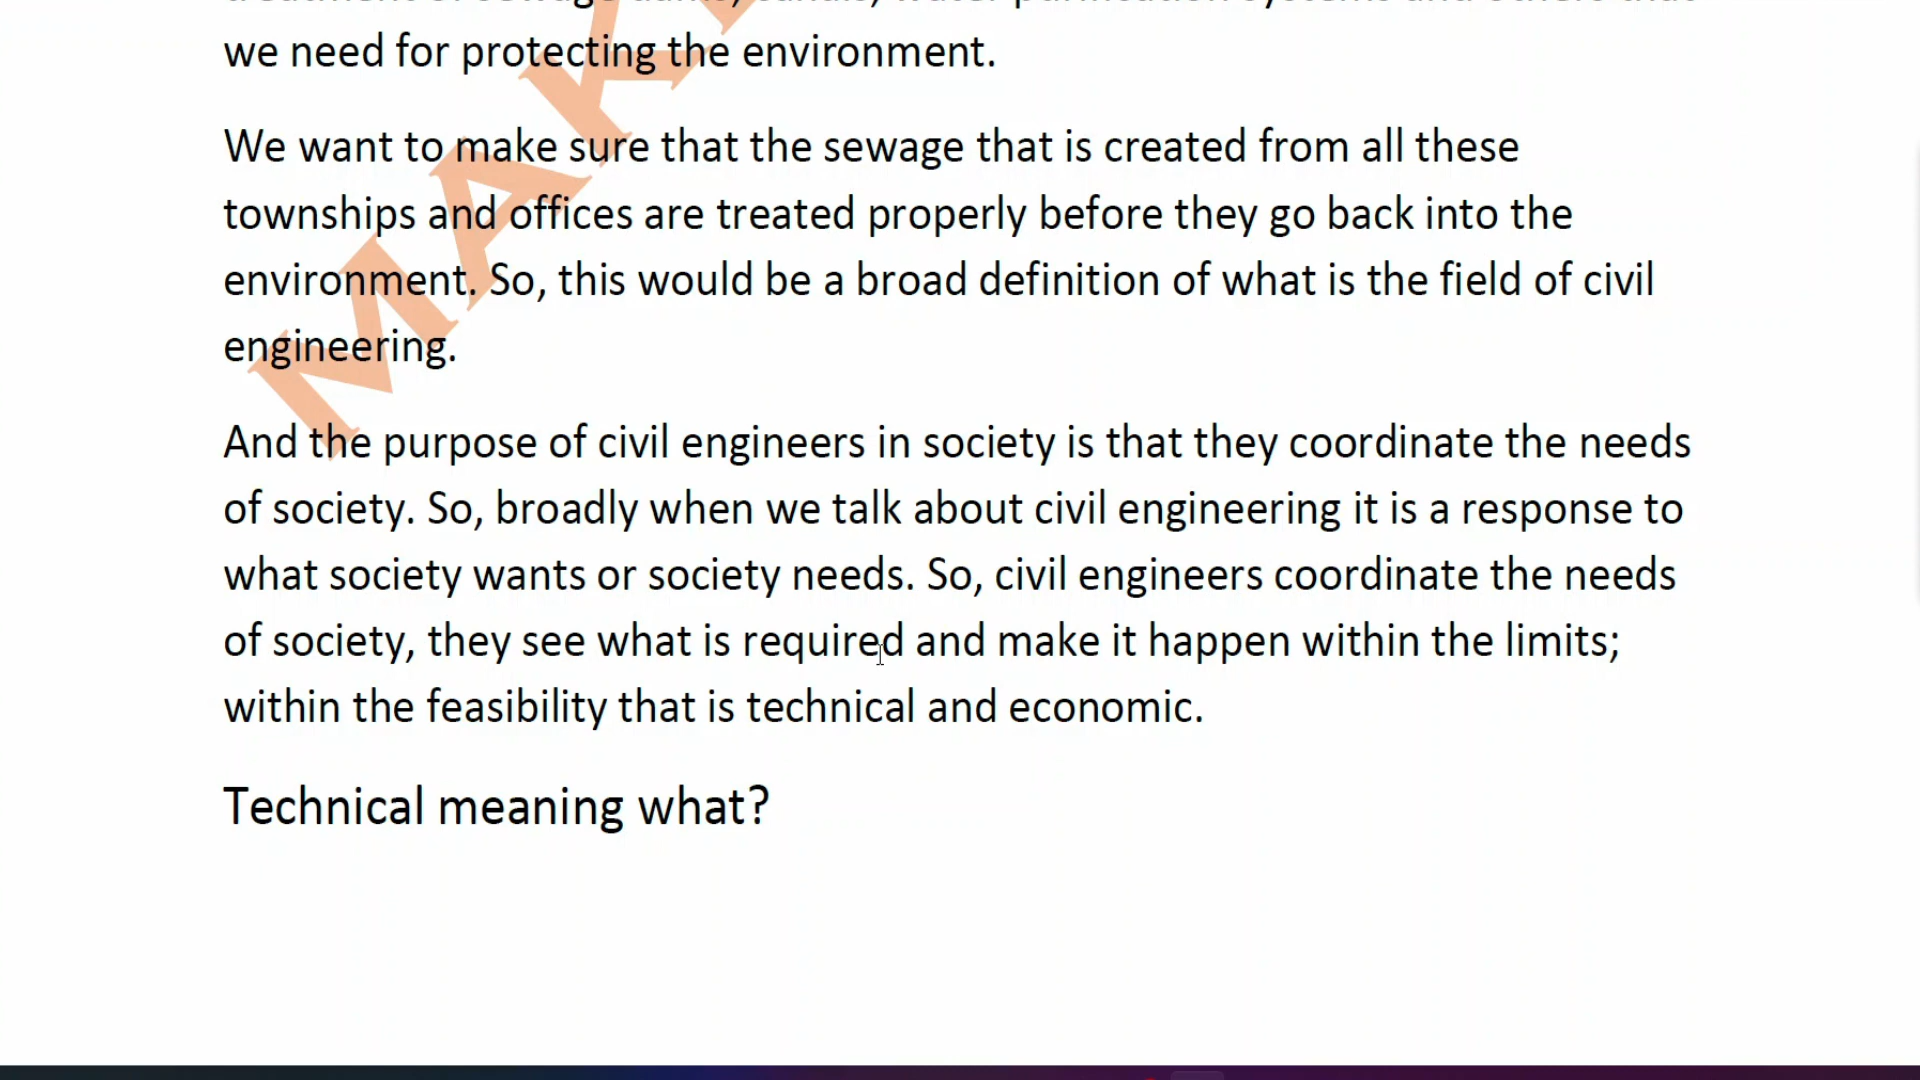 we need for protecting the environment.
We want to make sure that the sewage that is created from all these
townships and offices are treated properly before they go back into the
environment. So, this would be a broad definition of what is the field of civil
engineering.
And the purpose of civil engineers in society is that they coordinate the needs
of society. So, broadly when we talk about civil engineering it is a response to
what society wants or society needs. So, civil engineers coordinate the needs
of society, they see what is required and make it happen within the limits;
within the feasibility that is technical and economic.
Technical meaning what?